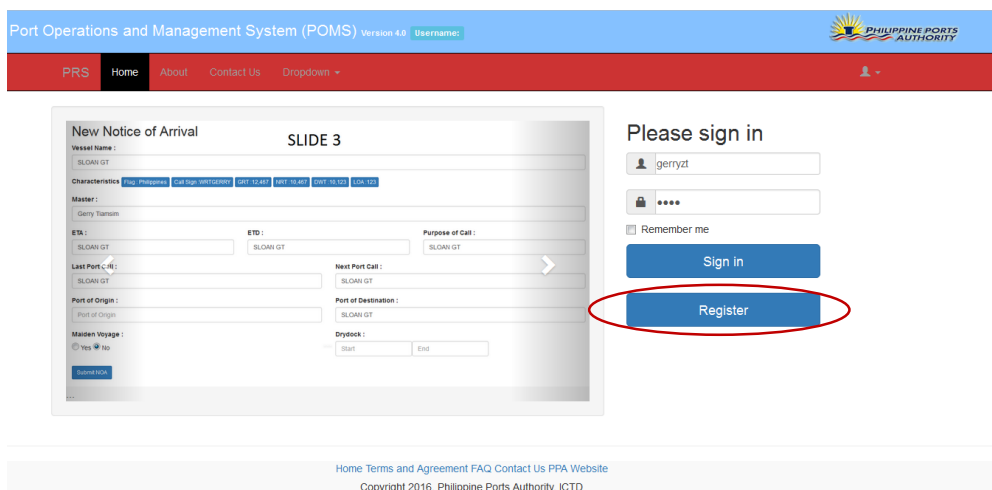 Port Operations and Management System (POMS) Version 4.0 Username:
PHILIPPINE PORTS
AUTHORITY
PRS Home About Contact Us Dropdown
New Notice of Arrival
SLIDE 3
Vessel Name :
SLOAN GT
Characteristics Flag: Philippines Call Sign: WRTGERRY GRT :12,467 NRT :10,467 DWT :10,123 LOA :123
Master :
Gerry Tiamsim
ETA : ETD : Purpose of Call :
SLOAN GT SLOAN GT SLOAN GT
Last Port Call : Next Port Call :
SLOAN GT SLOAN GT
Port of Origin : Port of Destination :
Port of Origin SLOAN GT
Maiden Voyage : Drydock :
Yes No Start End
Submit NOA
...
Please sign in
gerryzt
••••
Remember me
Sign in
Register
Home Terms and Agreement FAQ Contact Us PPA Website
Copyright 2016 Philippine Ports Authority, ICTD